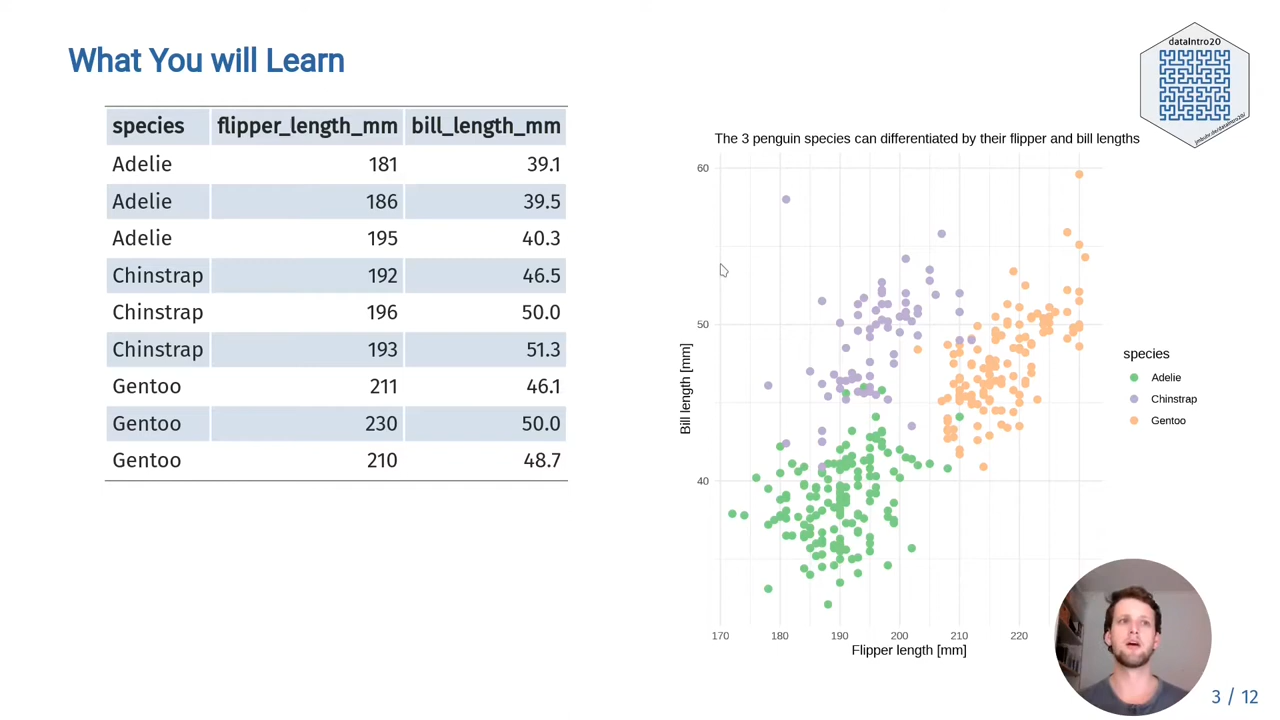 What You will Learn
dataIntro20
jmbuhr.de/dataIntro20/
species flipper_length_mm bill_length_mm
Adelie 181 39.1
Adelie 186 39.5
Adelie 195 40.3
Chinstrap 192 46.5
Chinstrap 196 50.0
Chinstrap 193 51.3
Gentoo 211 46.1
Gentoo 230 50.0
Gentoo 210 48.7
The 3 penguin species can differentiated by their flipper and bill lengths
60
50
40
Bill length [mm]
170 180 190 200 210 220
Flipper length [mm]
species
Adelie
Chinstrap
Gentoo
3 / 12